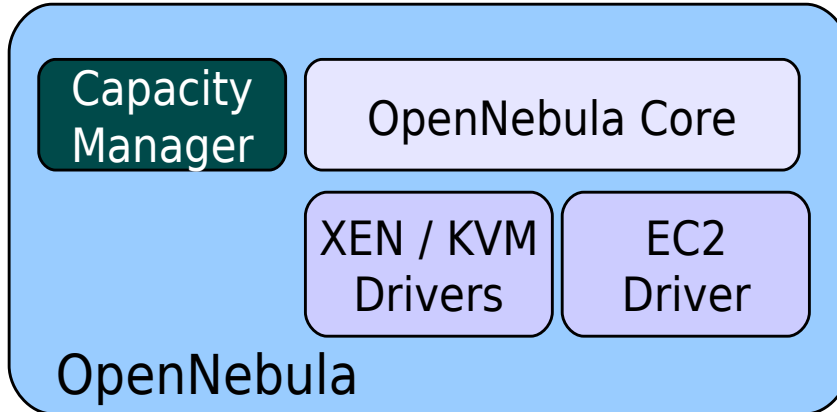 Capacity
Manager
OpenNebula Core
XEN / KVM
Drivers
EC2
Driver
OpenNebula